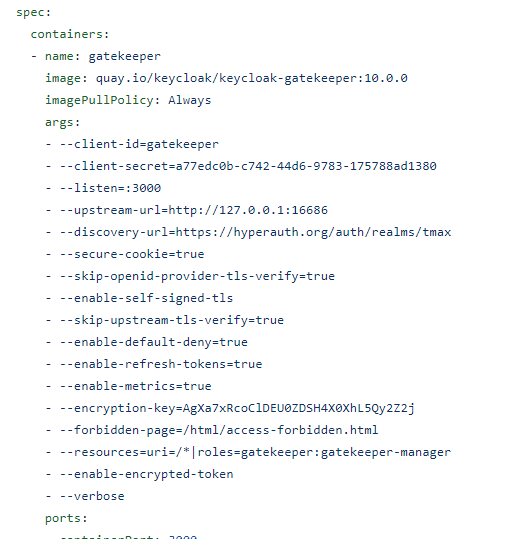 spec:
containers:
- name: gatekeeper
image: quay.io/keycloak/keycloak-gatekeeper:10.0.0
imagePullPolicy: Always
args:
- --client-id=gatekeeper
- --client-secret=a77edc0b-c742-44d6-9783-175788ad1380
- --listen=:3000
- --upstream-url=http://127.0.0.1:16686
- --discovery-url=https://hyperauth.org/auth/realms/tmax
- --secure-cookie=true
- --skip-openid-provider-tls-verify=true
- --enable-self-signed-tls
- --skip-upstream-tls-verify=true
- --enable-default-deny=true
- --enable-refresh-tokens=true
- --enable-metrics=true
- --encryption-key=AgXa7xRcoClDEU0ZDSH4X0XhL5Qy2Z2j
- --forbidden-page=/html/access-forbidden.html
- --resources=uri=/*|roles=gatekeeper:gatekeeper-manager
- --enable-encrypted-token
- --verbose
ports:
- containerPort: 3000